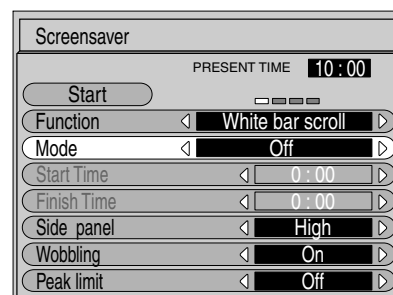 Screensaver
PRESENT TIME 10 : 00
Start
Function White bar scroll
Mode Off
Start Time 0 : 00
Finish Time 0 : 00
Side panel High
Wobbling On
Peak limit Off